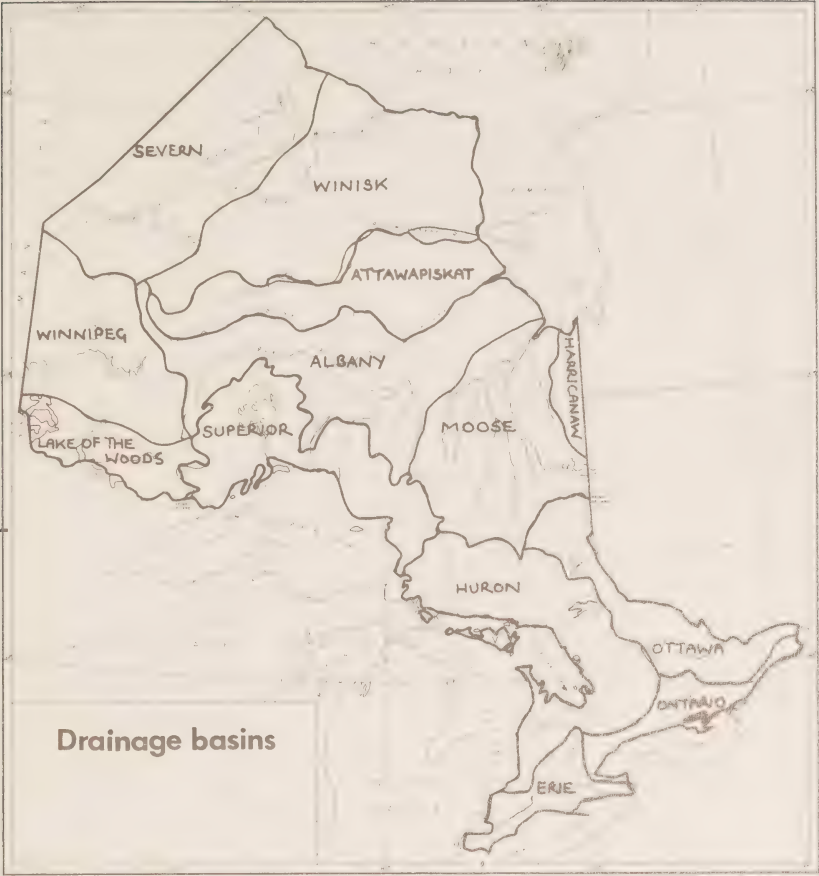 SEVERN
WINISK
ATTAWAPISKAT
WINNIPEG
ALBANY
HARRICANAW
LAKE OF THE
WOODS
SUPERIOR
MOOSE
HURON
OTTAWA
ONTARIO
Drainage basins
ERIE